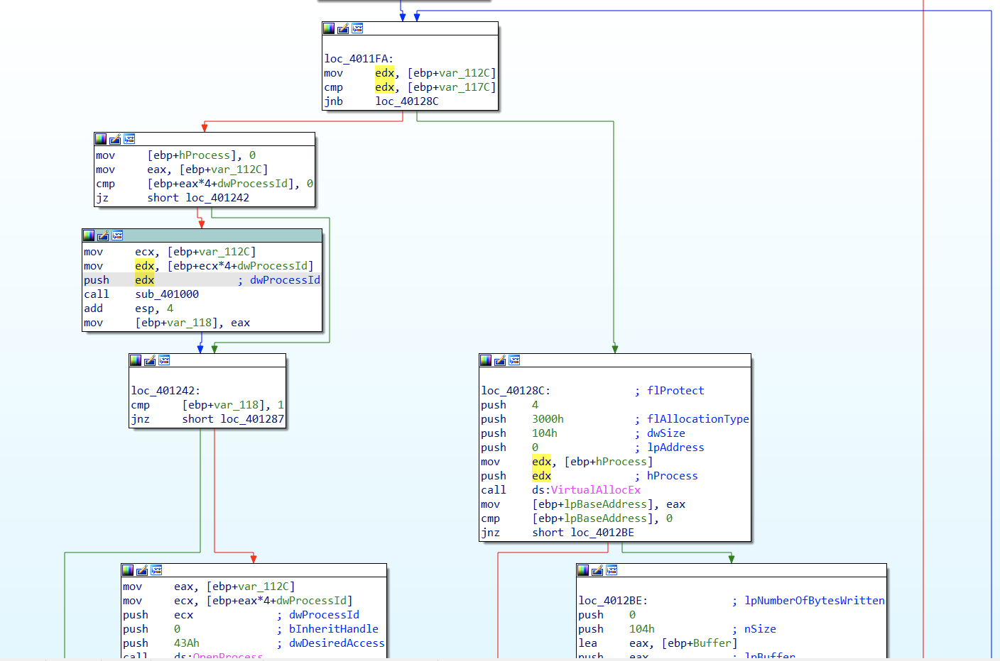 loc_4011FA:
mov edx, [ebp+var_112C]
cmp edx, [ebp+var_117C]
jnb loc_40128C
mov [ebp+hProcess], 0
mov eax, [ebp+var_112C]
cmp [ebp+eax*4+dwProcessId], 0
jz short loc_401242
mov ecx, [ebp+var_112C]
mov edx, [ebp+ecx*4+dwProcessId]
push edx ; dwProcessId
call sub_401000
add esp, 4
mov [ebp+var_118], eax
loc_401242:
cmp [ebp+var_118], 1
jnz short loc_401287
loc_40128C: ; flProtect
push 4
push 3000h ; flAllocationType
push 104h ; dwSize
push 0 ; lpAddress
mov edx, [ebp+hProcess]
push edx ; hProcess
call ds:VirtualAllocEx
mov [ebp+lpBaseAddress], eax
cmp [ebp+lpBaseAddress], 0
jnz short loc_4012BE
mov eax, [ebp+var_112C]
mov ecx, [ebp+eax*4+dwProcessId]
push ecx ; dwProcessId
push 0 ; bInheritHandle
push 43Ah ; dwDesiredAccess
call ds:OpenProcess
loc_4012BE: ; lpNumberOfBytesWritten
push 0
push 104h ; nSize
lea eax, [ebp+Buffer]
push eax ; lpBuffer